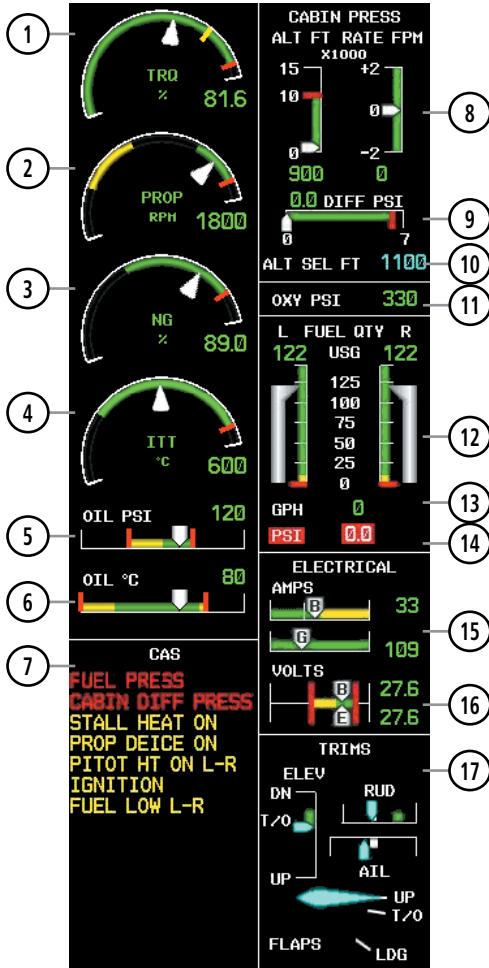 1
TRQ
%
81.6
2
PROP
RPM
1800
3
NG
%
89.0
4
ITT
°C
600
5
OIL PSI 120
6
OIL °C 80
7
CAS
FUEL PRESS
CABIN DIFF PRESS
STALL HEAT ON
PROP DEICE ON
PITOT HT ON L-R
IGNITION
FUEL LOW L-R
CABIN PRESS
ALT FT RATE FPM
X1000
15 +2
10 0
0 -2
8
900 0
0.0 DIFF PSI
0 7
9
ALT SEL FT 1100
10
OXY PSI 330
11
L FUEL QTY R
122 USG 122
125
100
75
50
25
0
12
GPH 0
13
PSI 0.0
14
ELECTRICAL
AMPS
B 33
G 109
15
VOLTS
B 27.6
E 27.6
16
TRIMS
17
ELEV
DN RUD
T/O
AIL
UP
UP
T/O
FLAPS LDG